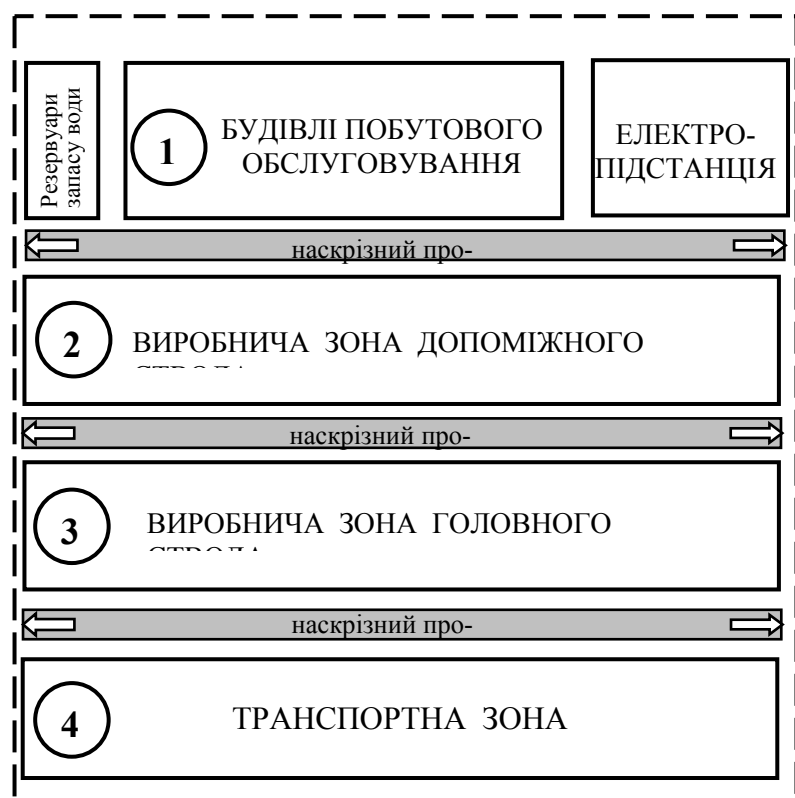 Резервуари
запасу води
1
БУДІВЛІ ПОБУТОВОГО
ОБСЛУГОВУВАННЯ
ЕЛЕКТРО-
ПІДСТАНЦІЯ
наскрізний про-
2
ВИРОБНИЧА ЗОНА ДОПОМІЖНОГО
наскрізний про-
3
ВИРОБНИЧА ЗОНА ГОЛОВНОГО
наскрізний про-
4
ТРАНСПОРТНА ЗОНА